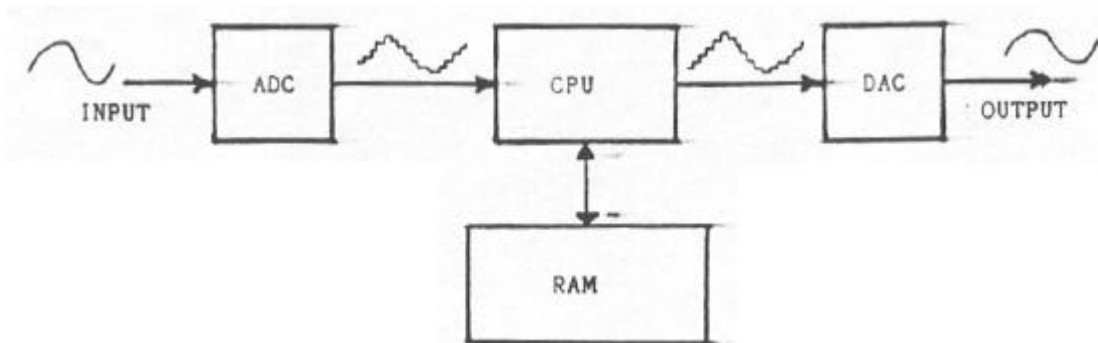 ADC
CPU
DAC
INPUT
OUTPUT
RAM